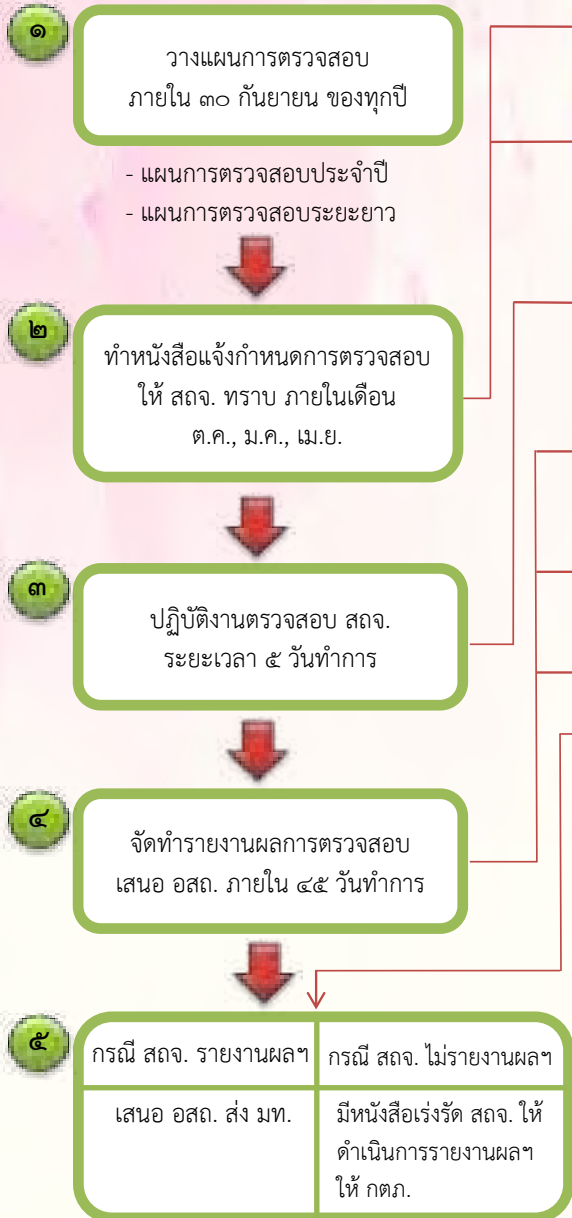 ๑
วางแผนการตรวจสอบ
ภายใน ๓๐ กันยายน ของทุกปี
- แผนการตรวจสอบประจำปี
- แผนการตรวจสอบระยะยาว
๒
ทำหนังสือแจ้งกำหนดการตรวจสอบ
ให้ สถจ. ทราบ ภายในเดือน
ต.ค., ม.ค., เม.ย.
๓
ปฏิบัติงานตรวจสอบ สถจ.
ระยะเวลา ๕ วันทำการ
๔
จัดทำรายงานผลการตรวจสอบ
เสนอ อสถ. ภายใน ๔๕ วันทำการ
๕
กรณี สถจ. รายงานผลฯ
เสนอ อสถ. ส่ง มท.
กรณี สถจ. ไม่รายงานผลฯ
มีหนังสือเร่งรัด สถจ. ให้
ดำเนินการรายงานผลฯ
ให้ กตภ.